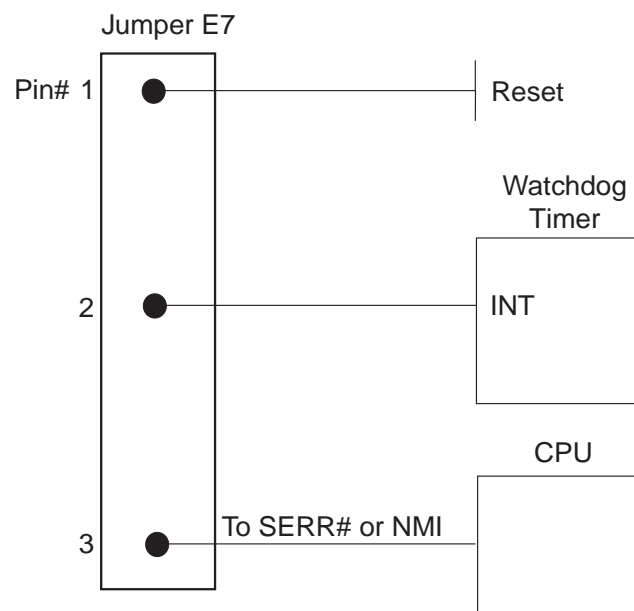 Jumper E7
Pin# 1
Reset
Watchdog
Timer
2
INT
CPU
3
To SERR# or NMI